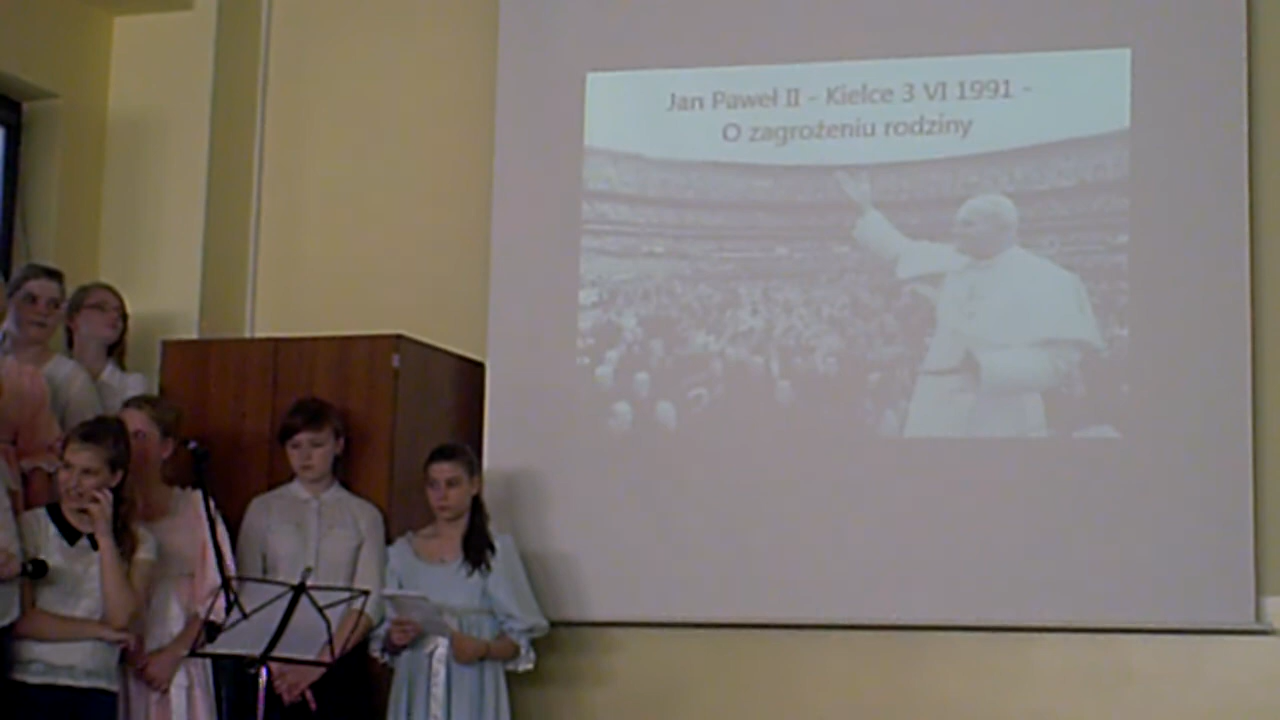 Jan Paweł II - Kielce 3 VI 1991 -
O zagrożeniu rodziny